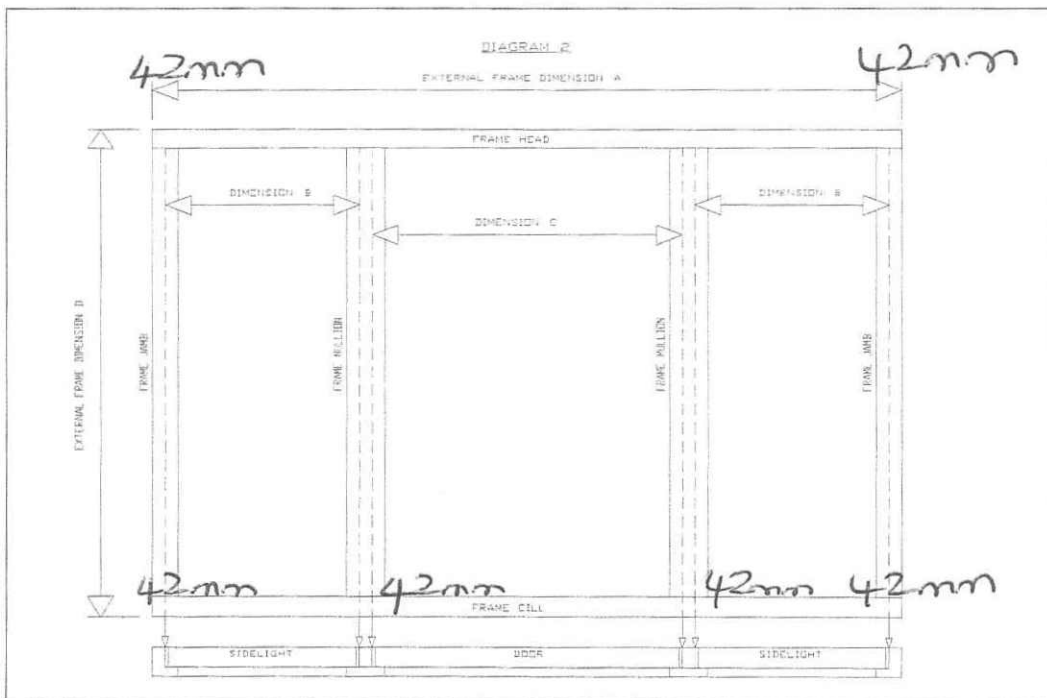 DIAGRAM 2
42mm
42mm
EXTERNAL FRAME DIMENSION A
FRAME HEAD
DIMENSION B
DIMENSION B
DIMENSION C
EXTERNAL FRAME DIMENSION D
FRAME JAMB
FRAME MULLION
FRAME MULLION
FRAME JAMB
42mm
42mm
42mm
42mm
FRAME CILL
SIDELIGHT
DOOR
SIDELIGHT